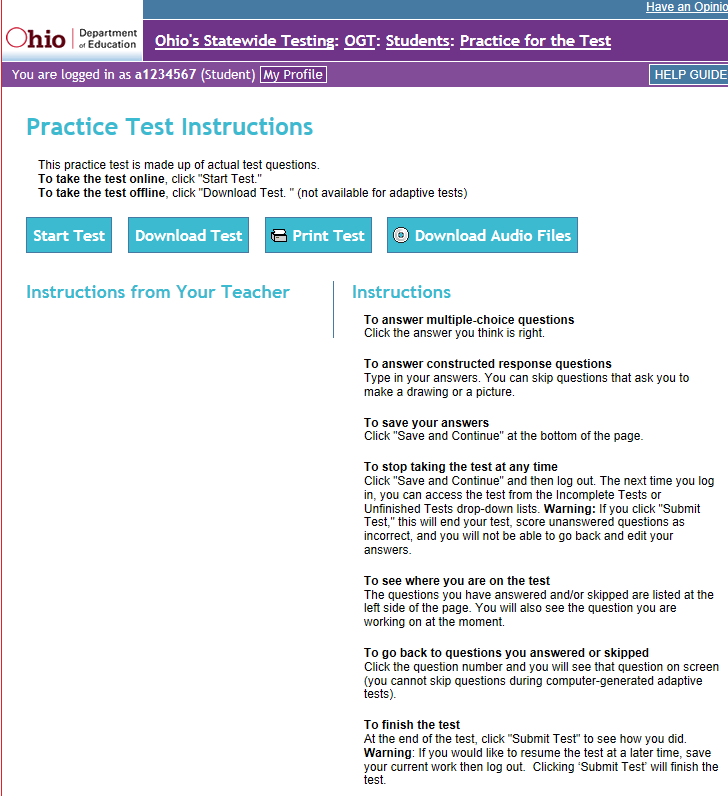 Have an Opinio
Ohio Department of Education
Ohio's Statewide Testing: OGT: Students: Practice for the Test
You are logged in as a1234567 (Student) My Profile
HELP GUIDE
Practice Test Instructions
This practice test is made up of actual test questions.
To take the test online, click "Start Test."
To take the test offline, click "Download Test. " (not available for adaptive tests)
Start Test
Download Test
Print Test
Download Audio Files
Instructions from Your Teacher
Instructions
To answer multiple-choice questions
Click the answer you think is right.
To answer constructed response questions
Type in your answers. You can skip questions that ask you to
make a drawing or a picture.
To save your answers
Click "Save and Continue" at the bottom of the page.
To stop taking the test at any time
Click "Save and Continue" and then log out. The next time you log
in, you can access the test from the Incomplete Tests or
Unfinished Tests drop-down lists. Warning: If you click "Submit
Test," this will end your test, score unanswered questions as
incorrect, and you will not be able to go back and edit your
answers.
To see where you are on the test
The questions you have answered and/or skipped are listed at the
left side of the page. You will also see the question you are
working on at the moment.
To go back to questions you answered or skipped
Click the question number and you will see that question on screen
(you cannot skip questions during computer-generated adaptive
tests).
To finish the test
At the end of the test, click "Submit Test" to see how you did.
Warning: If you would like to resume the test at a later time, save
your current work then log out.  Clicking ‘Submit Test’ will finish the
test.